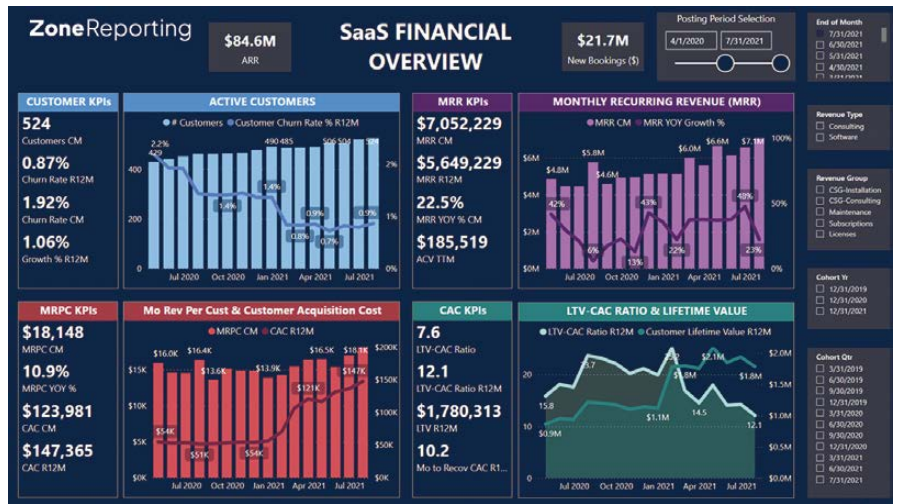 ZoneReporting
$84.6M
ARR
SaaS FINANCIAL
OVERVIEW
$21.7M
New Bookings ($)
Posting Period Selection
4/1/2020 7/31/2021
End of Month
7/31/2021
6/30/2021
5/31/2021
4/30/2021
3/31/2021
CUSTOMER KPIs
524
Customers CM
0.87%
Churn Rate R12M
1.92%
Churn Rate CM
1.06%
Growth % R12M
ACTIVE CUSTOMERS
# Customers Customer Churn Rate % R12M
2.2%
429
490 485 506 504 524
400
200
0
2%
1%
0%
1.4%
1.4%
0.8%
0.9%
0.7%
0.9%
Jul 2020 Oct 2020 Jan 2021 Apr 2021 Jul 2021
MRR KPIs
$7,052,229
MRR CM
$5,649,229
MRR R12M
22.5%
MRR YOY % CM
$185,519
ACV TTM
MONTHLY RECURRING REVENUE (MRR)
MRR CM MRR YOY Growth %
$6M
$4M
$2M
$0M
$4.8M
$5.8M
$4.6M
$6.0M
$6.6M
$7.1M
100%
50%
0%
42%
6%
13%
43%
22%
48%
23%
Jul 2020 Oct 2020 Jan 2021 Apr 2021 Jul 2021
Revenue Type
Consulting
Software
Revenue Group
CSG-Installation
CSG-Consulting
Maintenance
Subscriptions
Licenses
Cohort Yr
12/31/2019
12/31/2020
12/31/2021
MRPC KPIs
$18,148
MRPC CM
10.9%
MRPC YOY %
$123,981
CAC CM
$147,365
CAC R12M
Mo Rev Per Cust & Customer Acquisition Cost
MRPC CM CAC R12M
$15K
$10K
$5K
$0K
$16.0K
$16.4K
$13.6K
$13.9K
$16.5K
$18.1K
$200K
$150K
$100K
$50K
$0K
$54K
$51K
$54K
$121K
$147K
Jul 2020 Oct 2020 Jan 2021 Apr 2021 Jul 2021
CAC KPIs
7.6
LTV-CAC Ratio
12.1
LTV-CAC Ratio R12M
$1,780,313
LTV R12M
10.2
Mo to Recov CAC R1...
LTV-CAC RATIO & LIFETIME VALUE
LTV-CAC Ratio R12M Customer Lifetime Value R12M
20
10
0
15.8
$0.9M
$1.1M
$2.1M
14.5
$1.8M
12.1
$2.0M
$1.5M
$1.0M
$0.5M
$0.0M
Jul 2020 Oct 2020 Jan 2021 Apr 2021 Jul 2021
Cohort Qtr
3/31/2019
6/30/2019
9/30/2019
12/31/2019
3/31/2020
6/30/2020
9/30/2020
12/31/2020
3/31/2021
6/30/2021
7/31/2021